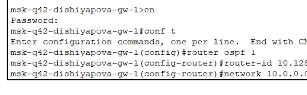 msk-q42-dishiyapova-gw-1>en
Password:
msk-q42-dishiyapova-gw-1#conf t
Enter configuration commands, one per line.  End with CN
msk-q42-dishiyapova-gw-1(config)#router ospf 1
msk-q42-dishiyapova-gw-1(config-router)#router-id 10.128
msk-q42-dishiyapova-gw-1(config-router)#network 10.0.0.0